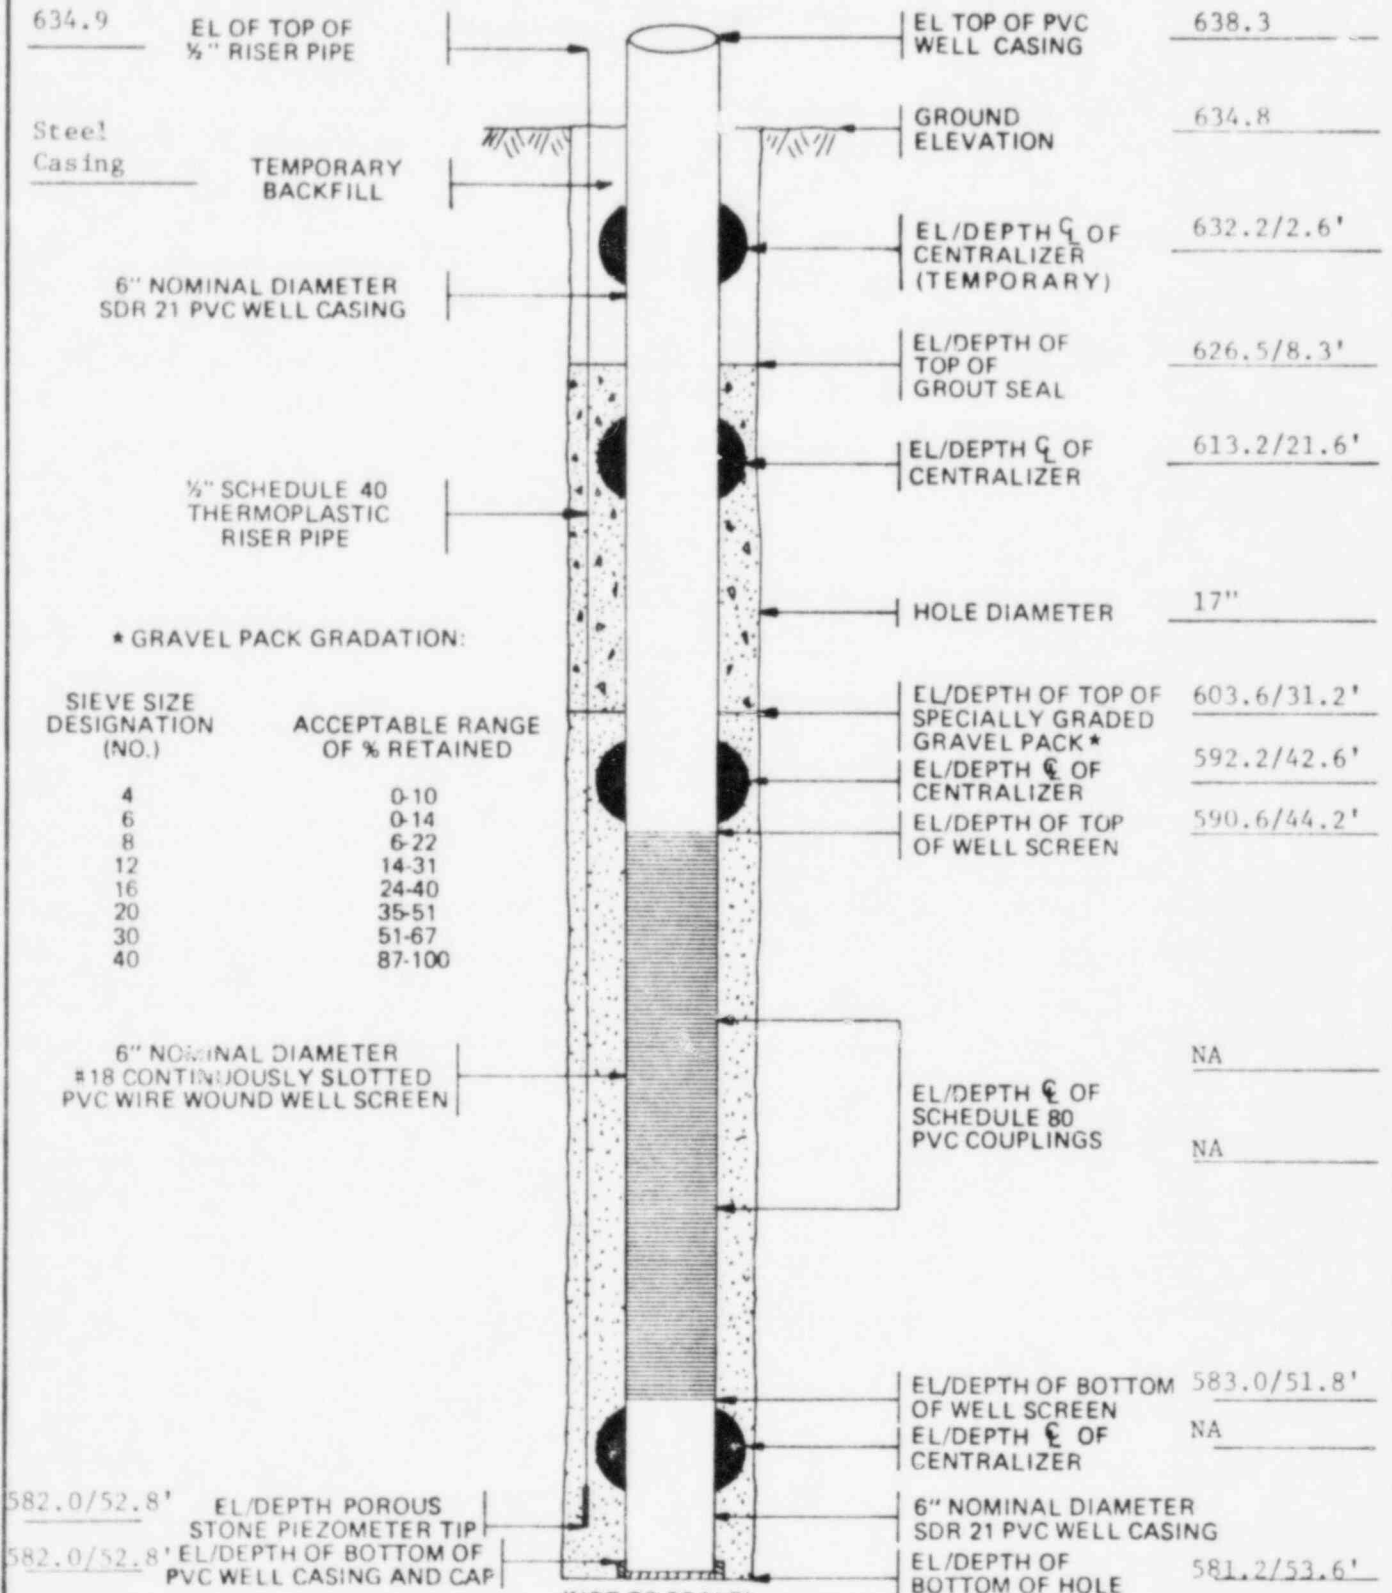 634.9
EL OF TOP OF
½" RISER PIPE
EL TOP OF PVC
WELL CASING
638.3
Steel
Casing
TEMPORARY
BACKFILL
GROUND
ELEVATION
634.8
EL/DEPTH ℄ OF
CENTRALIZER
(TEMPORARY)
632.2/2.6'
6" NOMINAL DIAMETER
SDR 21 PVC WELL CASING
EL/DEPTH OF
TOP OF
GROUT SEAL
626.5/8.3'
EL/DEPTH ℄ OF
CENTRALIZER
613.2/21.6'
½" SCHEDULE 40
THERMOPLASTIC
RISER PIPE
HOLE DIAMETER
17"
* GRAVEL PACK GRADATION:
SIEVE SIZE
DESIGNATION
(NO.)
ACCEPTABLE RANGE
OF % RETAINED
4 0-10
6 0-14
8 6-22
12 14-31
16 24-40
20 35-51
30 51-67
40 87-100
EL/DEPTH OF TOP OF
SPECIALLY GRADED
GRAVEL PACK *
603.6/31.2'
EL/DEPTH ℄ OF
CENTRALIZER
592.2/42.6'
EL/DEPTH OF TOP
OF WELL SCREEN
590.6/44.2'
6" NOMINAL DIAMETER
#18 CONTINUOUSLY SLOTTED
PVC WIRE WOUND WELL SCREEN
EL/DEPTH ℄ OF
SCHEDULE 80
PVC COUPLINGS
NA
NA
EL/DEPTH OF BOTTOM
OF WELL SCREEN
583.0/51.8'
EL/DEPTH ℄ OF
CENTRALIZER
NA
582.0/52.8'
EL/DEPTH POROUS
STONE PIEZOMETER TIP
6" NOMINAL DIAMETER
SDR 21 PVC WELL CASING
582.0/52.8'
EL/DEPTH OF BOTTOM OF
PVC WELL CASING AND CAP
EL/DEPTH OF
BOTTOM OF HOLE
581.2/53.6'